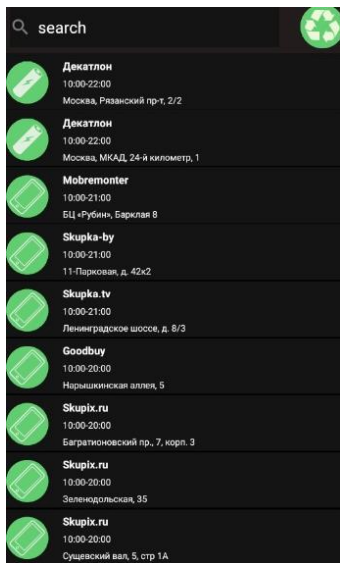 search
Декатлон
10:00-22:00
Москва, Рязанский пр-т, 2/2
Декатлон
10:00-22:00
Москва, МКАД, 24-й километр, 1
Mobremonter
10:00-21:00
БЦ «Рубин», Барклая 8
Skupka-by
10:00-21:00
11-Парковая, д. 42к2
Skupka.tv
10:00-21:00
Ленинградское шоссе, д. 8/3
Goodbuy
10:00-20:00
Нарышкинская аллея, 5
Skupix.ru
10:00-20:00
Багратионовский пр., 7, корп. 3
Skupix.ru
10:00-20:00
Зеленодольская, 35
Skupix.ru
10:00-20:00
Сущевский вал, 5, стр 1А